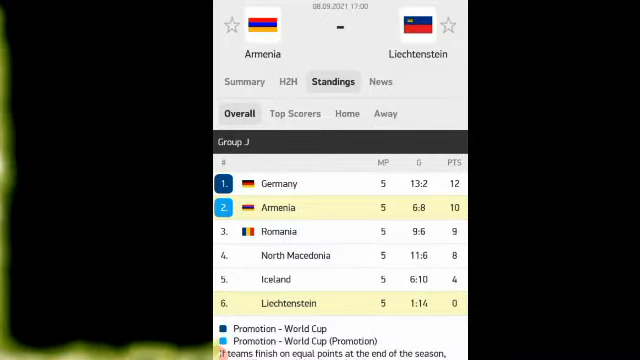 08.09.2021 17:00
-
Armenia Liechtenstein
Summary H2H Standings News
Overall Top Scorers Home Away
Group J
# MP G PTS
1. Germany 5 13:2 12
2. Armenia 5 6:8 10
3. Romania 5 9:6 9
4. North Macedonia 5 11:6 8
5. Iceland 5 6:10 4
6. Liechtenstein 5 1:14 0
Promotion - World Cup
Promotion - World Cup (Promotion)
If teams finish on equal points at the end of the season,